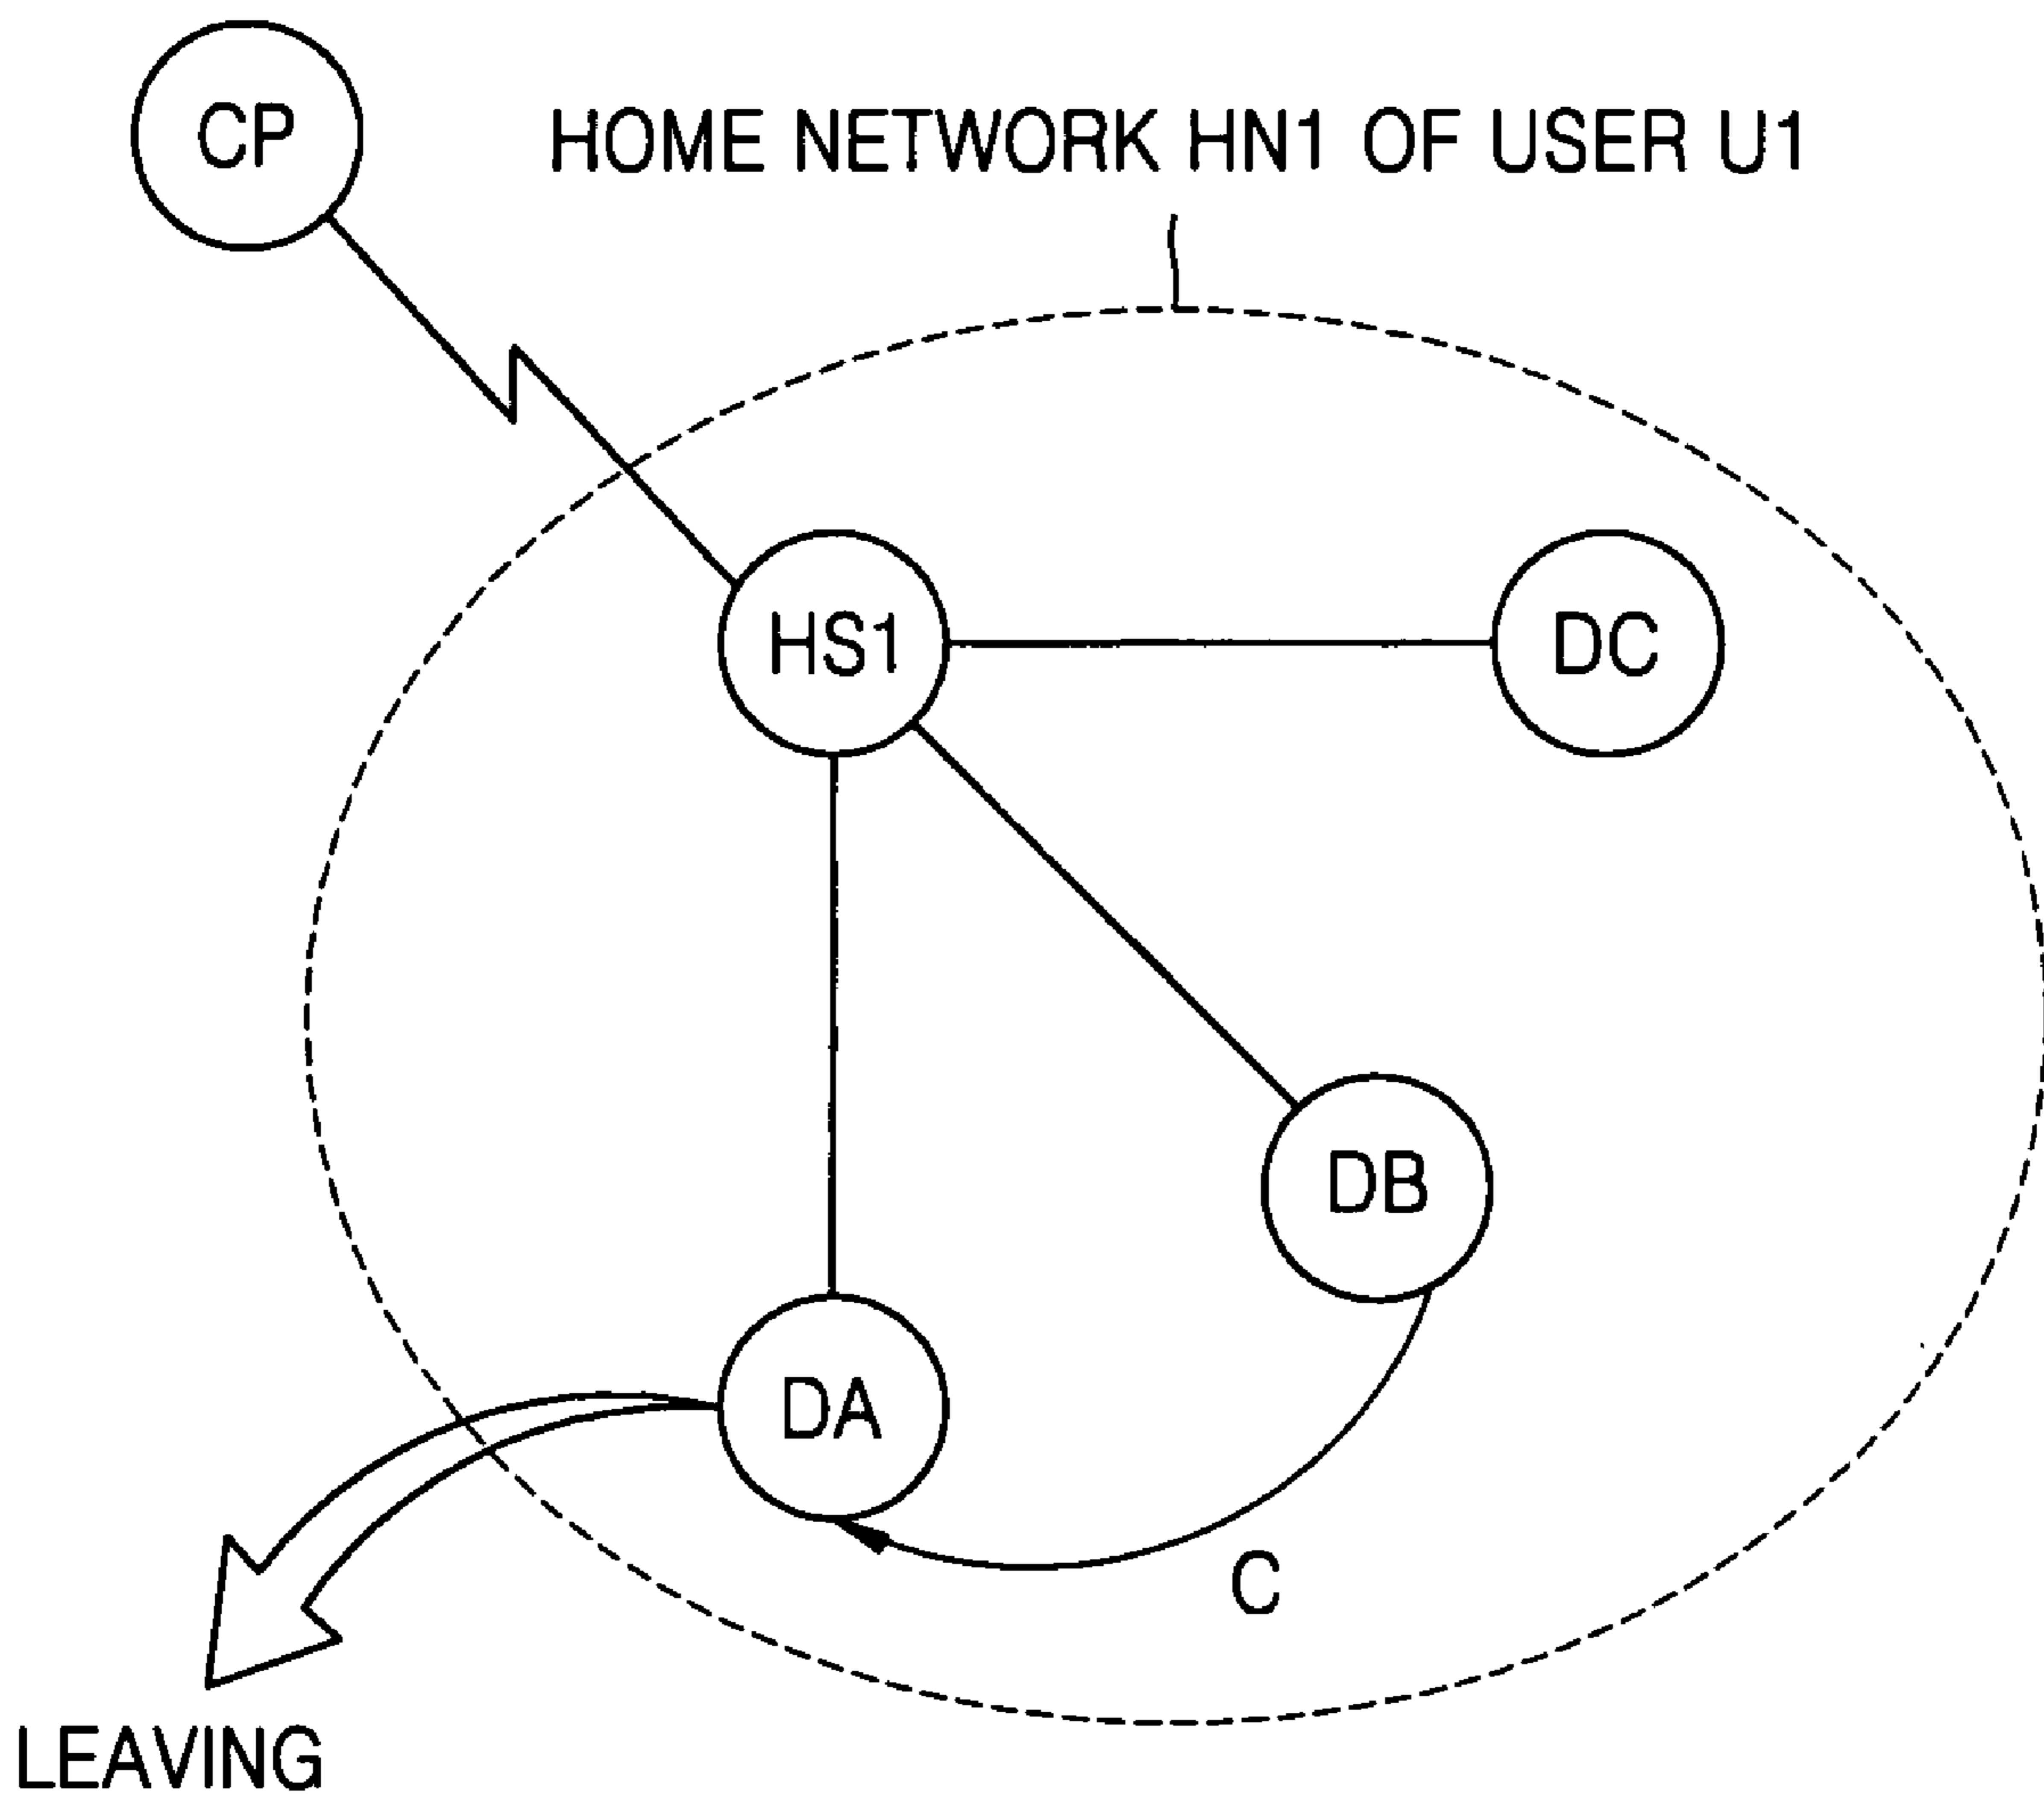 CP
HOME NETWORK HN1 OF USER U1
HS1
DC
DB
DA
C
LEAVING